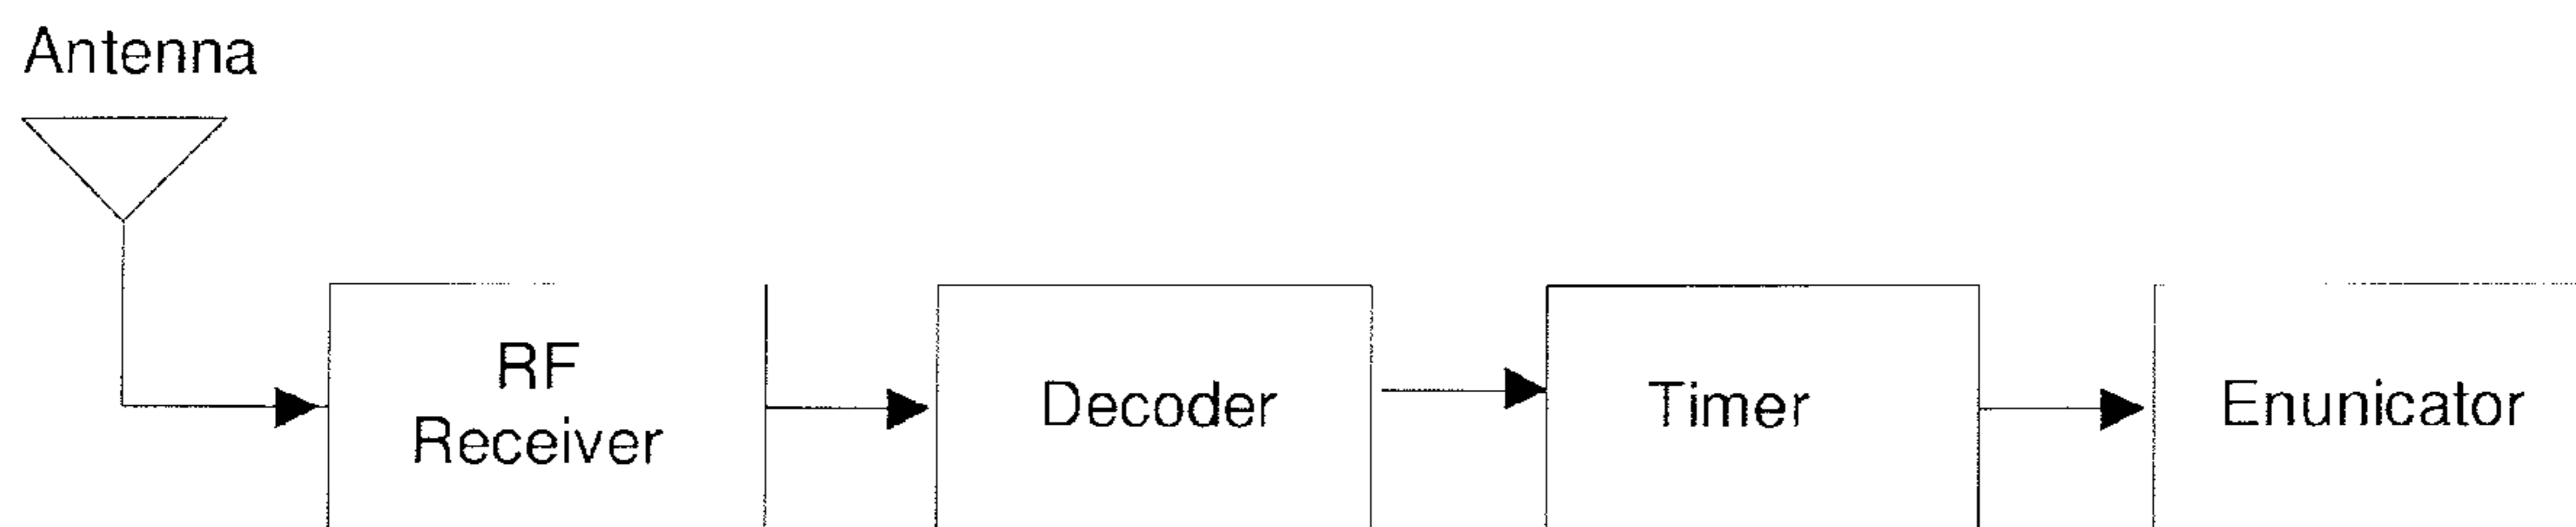 Antenna
RF
Receiver
Decoder
Timer
Enunicator